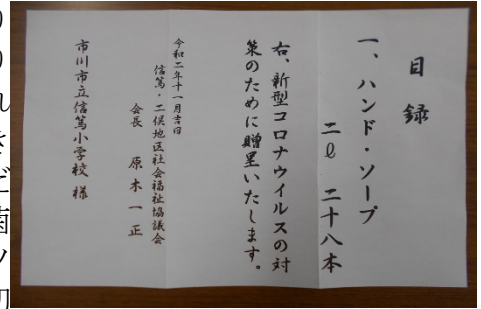 目録
一、ハンド・ソープ
二ℓ 二十八本
右、新型コロナウイルスの対
策のために贈呈いたします。
令和二年十一月吉日
信篤・二俣地区社会福祉協議会
会長 原木一正
市川市立信篤小学校様